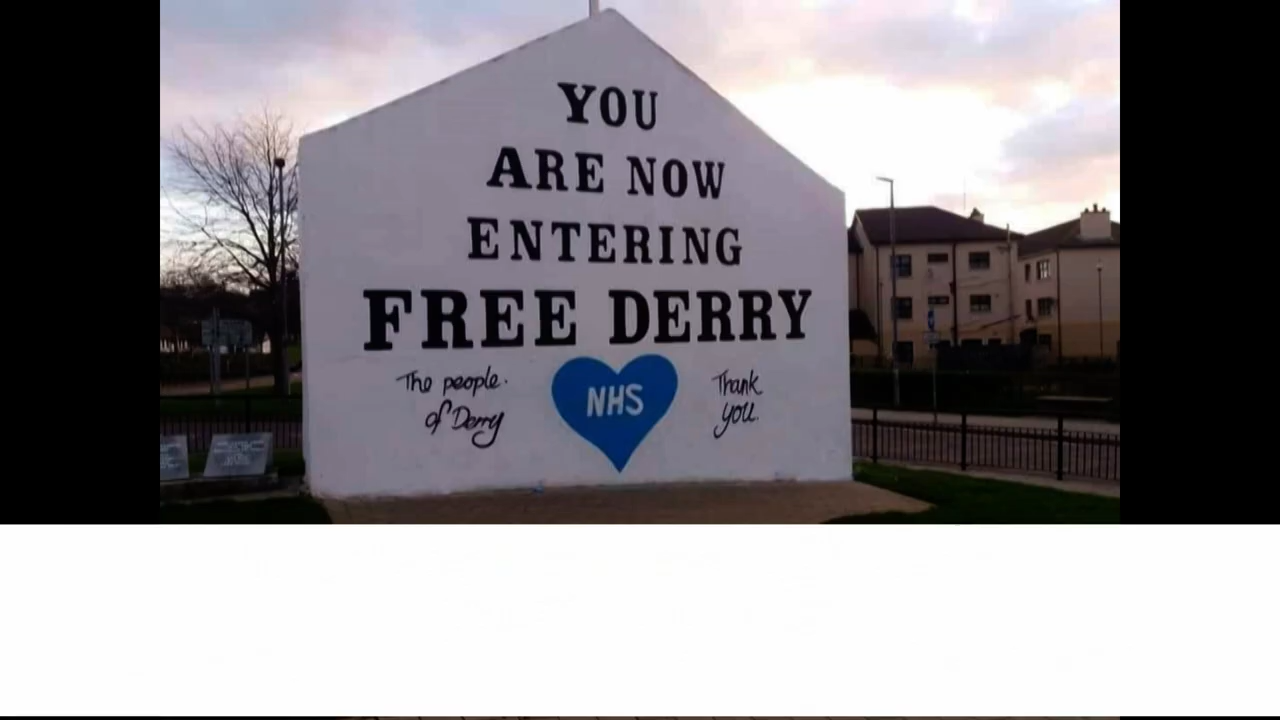 YOU
ARE NOW
ENTERING
FREE DERRY
The people.
of Derry
NHS
Thank
you.